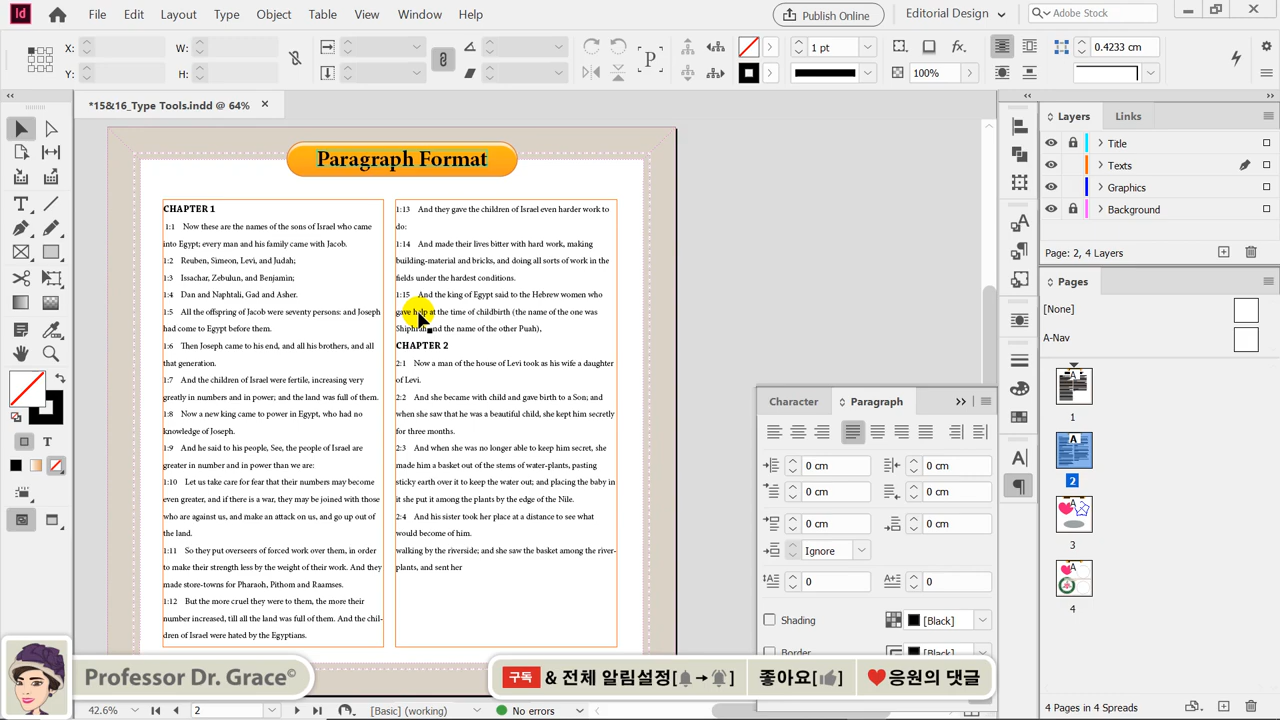 Id File Edit Layout Type Object Table View Window Help Publish Online Editorial Design Adobe Stock
X: W: 1 pt 0.4233 cm
Y: H: P fx. 100%
*15&16_Type Tools.indd @ 64%
Paragraph Format
CHAPTER 1
1:1 Now these are the names of the sons of Israel who came
into Egypt; every man and his family came with Jacob.
1:2 Reuben, Simeon, Levi, and Judah;
1:3 Issachar, Zebulun, and Benjamin;
1:4 Dan and Naphtali, Gad and Asher.
1:5 All the offspring of Jacob were seventy persons: and Joseph
had come to Egypt before them.
1:6 Then Joseph came to his end, and all his brothers, and all
that generation.
1:7 And the children of Israel were fertile, increasing very
greatly in numbers and in power; and the land was full of them.
1:8 Now a new king came to power in Egypt, who had no
knowledge of Joseph.
1:9 And he said to his people, See, the people of Israel are
greater in number and in power than we are:
1:10 Let us take care for fear that their numbers may become
even greater, and if there is a war, they may be joined with those
who are against us, and make an attack on us, and go up out of
the land.
1:11 So they put overseers of forced work over them, in order
to make their strength less by the weight of their work. And they
made store-towns for Pharaoh, Pithom and Raamses.
1:12 But the more cruel they were to them, the more their
number increased, till all the land was full of them. And the chil-
dren of Israel were hated by the Egyptians.
1:13 And they gave the children of Israel even harder work to
do:
1:14 And made their lives bitter with hard work, making
building-material and bricks, and doing all sorts of work in the
fields under the hardest conditions.
1:15 And the king of Egypt said to the Hebrew women who
gave help at the time of childbirth (the name of the one was
and the name of the other Puah),
CHAPTER 2
2:1 Now a man of the house of Levi took as his wife a daughter
of Levi.
2:2 And she became with child and gave birth to a Son; and
when she saw that he was a beautiful child, she kept him secretly
for three months.
2:3 And when she was no longer able to keep him secret, she
made him a basket out of the stems of water-plants, pasting
sticky earth over it to keep the water out; and placing the baby in
it she put it among the plants by the edge of the Nile.
2:4 And his sister took her place at a distance to see what
would become of him.
walking by the riverside; and she saw the basket among the river-
plants, and sent her
Layers Links
Title
Texts
Graphics
Background
Page: 2, 4 Layers
Pages
[None]
A-Nav
1
2
3
4
4 Pages in 4 Spreads
Character Paragraph
0 cm 0 cm
0 cm 0 cm
0 cm 0 cm
Ignore
0 0
Shading [Black]
Border [Black]
Professor Dr. Grace©
구독 & 전체 알림설정[→] 좋아요[] 응원의 댓글
42.6% 2 [Basic] (working) No errors